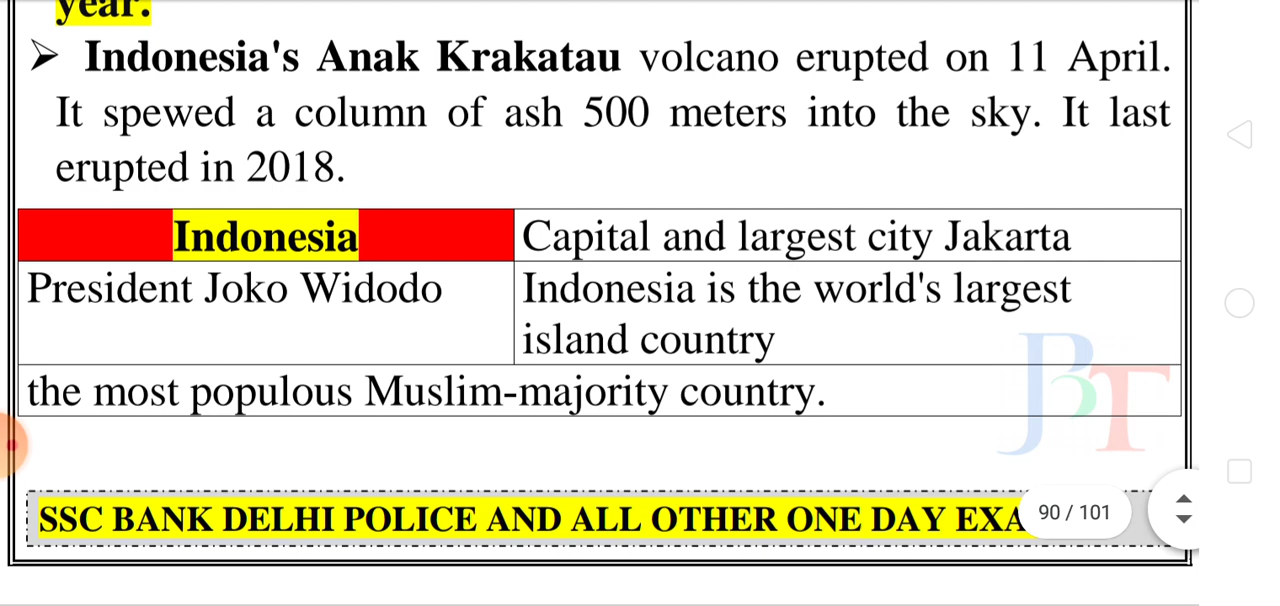 year.
➢ Indonesia's Anak Krakatau volcano erupted on 11 April.
It spewed a column of ash 500 meters into the sky. It last
erupted in 2018.
Indonesia
Capital and largest city Jakarta
President Joko Widodo
Indonesia is the world's largest
island country
the most populous Muslim-majority country.
JBT
SSC BANK DELHI POLICE AND ALL OTHER ONE DAY EXA
90 / 101